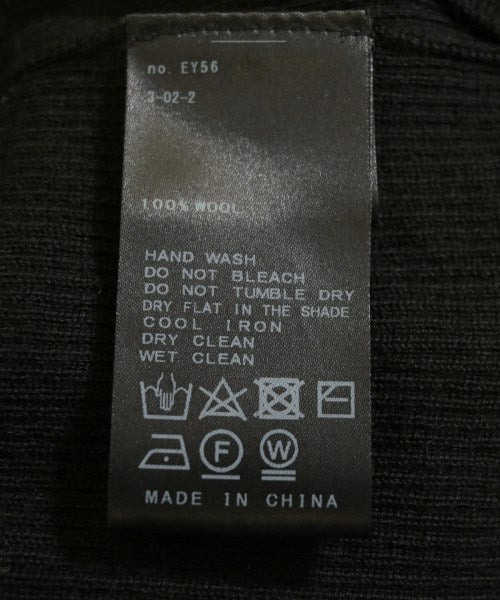 no. EY56
3-02-2
100% WOOL
HAND WASH
DO NOT BLEACH
DO NOT TUMBLE DRY
DRY FLAT IN THE SHADE
COOL IRON
DRY CLEAN
WET CLEAN
F W
MADE IN CHINA